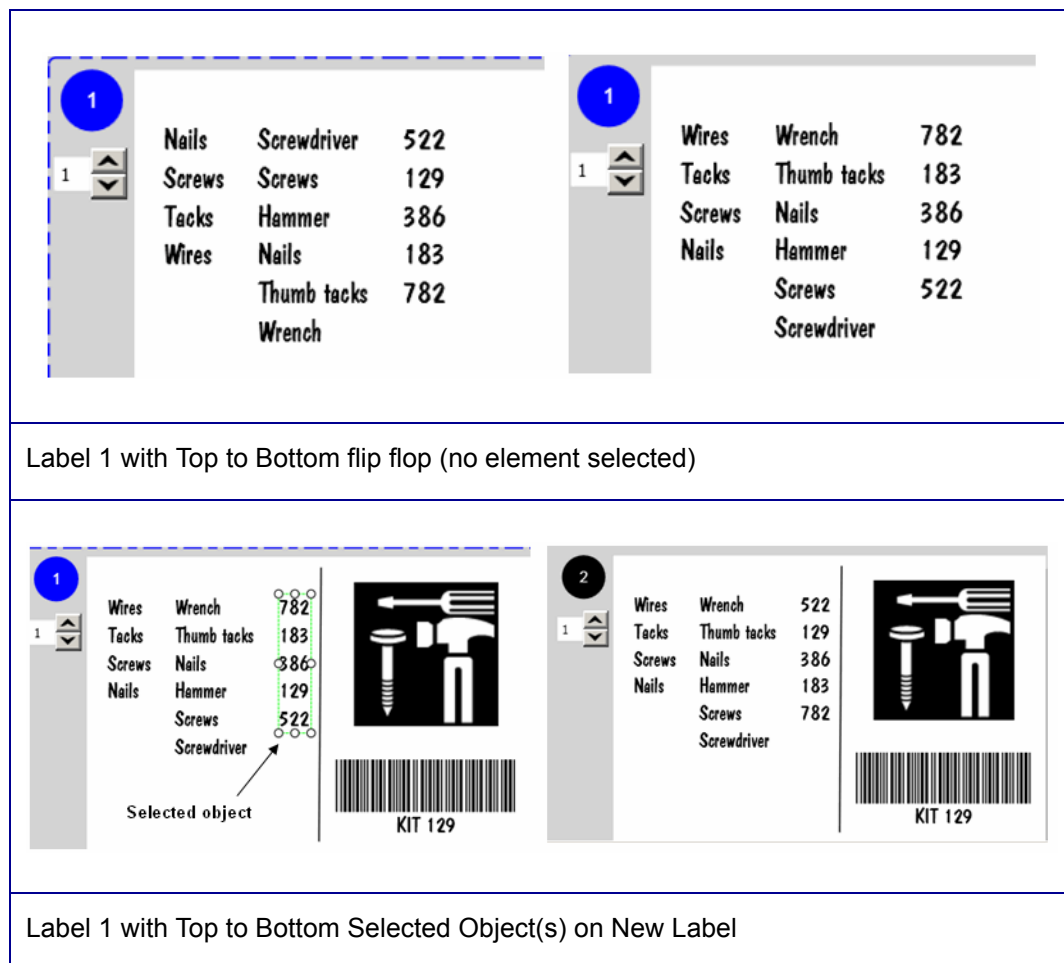 1
1
Nails Screwdriver 522
Screws Screws 129
Tacks Hammer 386
Wires Nails 183
Thumb tacks 782
Wrench
1
1
Wires Wrench 782
Tacks Thumb tacks 183
Screws Nails 386
Nails Hammer 129
Screws 522
Screwdriver
Label 1 with Top to Bottom flip flop (no element selected)
1
1
Wires Wrench 782
Tacks Thumb tacks 183
Screws Nails 386
Nails Hammer 129
Screws 522
Screwdriver
Selected object
KIT 129
2
1
Wires Wrench 522
Tacks Thumb tacks 129
Screws Nails 386
Nails Hammer 183
Screws 782
Screwdriver
KIT 129
Label 1 with Top to Bottom Selected Object(s) on New Label